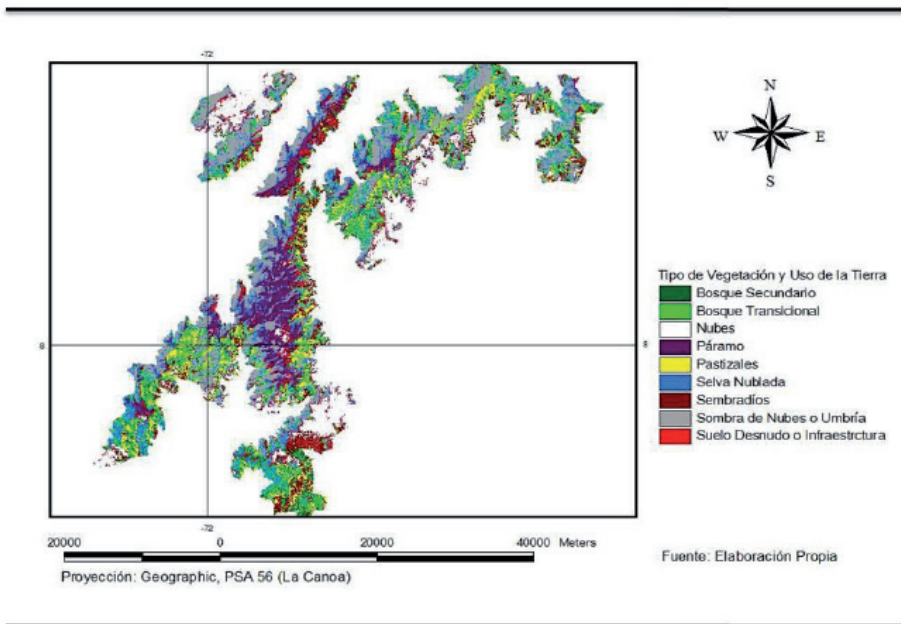 -72
N
W E
S
Tipo de Vegetación y Uso de la Tierra
Bosque Secundario
Bosque Transicional
Nubes
Páramo
Pastizales
Selva Nublada
Sembradíos
Sombra de Nubes o Umbría
Suelo Desnudo o Infraestrctura
8 8
-72
20000 0 20000 40000 Meters
Proyección: Geographic, PSA 56 (La Canoa)
Fuente: Elaboración Propia